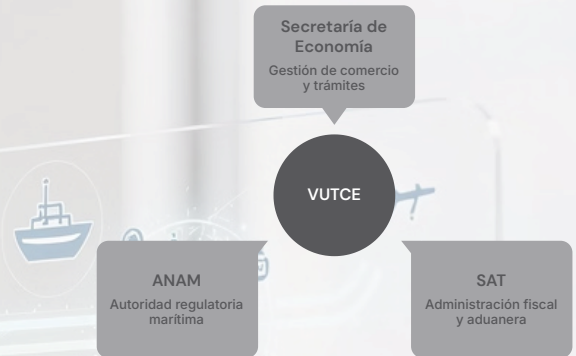 Secretaría de
Economía
Gestión de comercio
y trámites
VUTCE
ANAM
Autoridad regulatoria
marítima
SAT
Administración fiscal
y aduanera